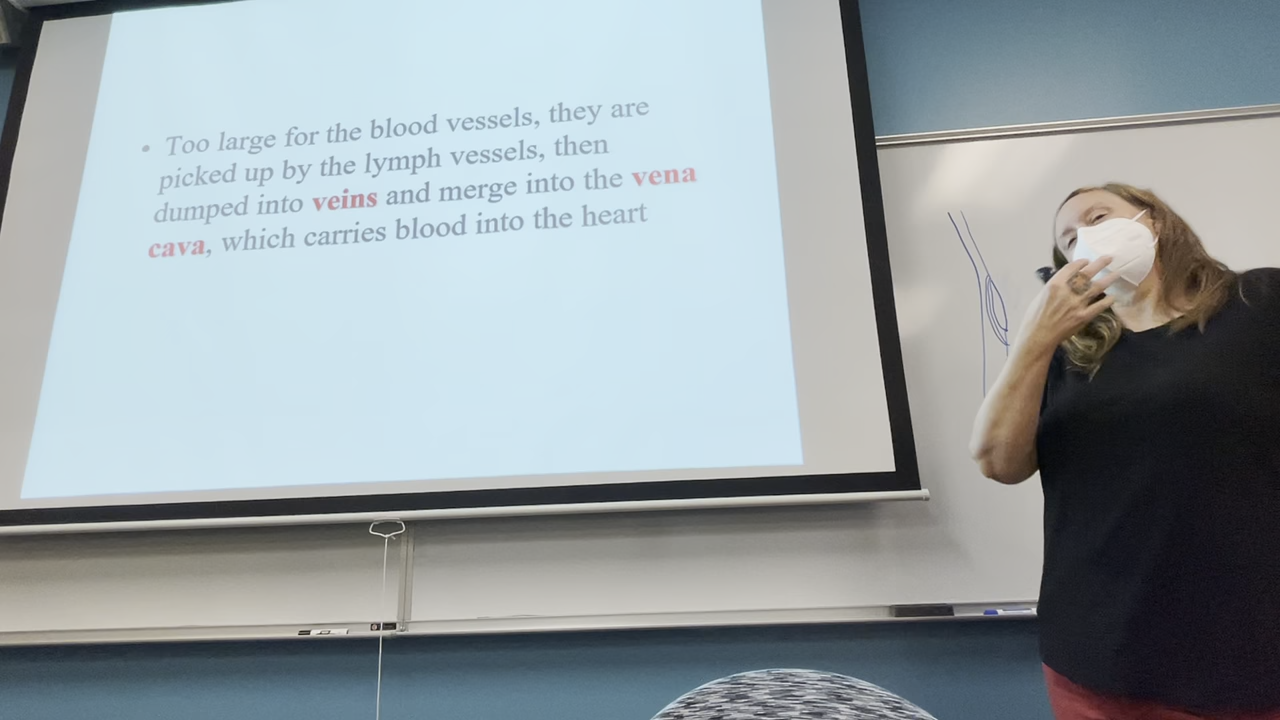 • Too large for the blood vessels, they are
picked up by the lymph vessels, then
dumped into veins and merge into the vena
cava, which carries blood into the heart